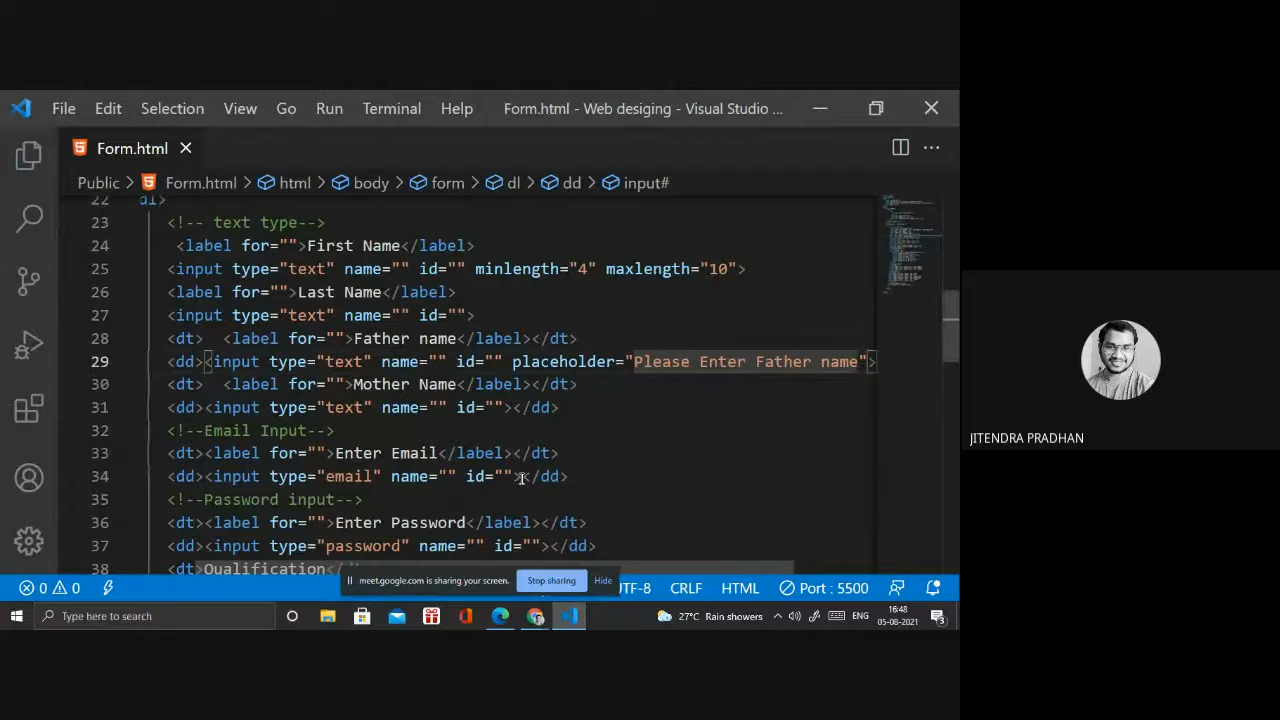 File Edit Selection View Go Run Terminal Help Form.html - Web desiging - Visual Studio ...
Form.html
Public > Form.html > html > body > form > dl > dd > input#
22 dl>
23 <!-- text type-->
24 <label for="">First Name</label>
25 <input type="text" name="" id="" minlength="4" maxlength="10">
26 <label for="">Last Name</label>
27 <input type="text" name="" id="">
28 <dt> <label for="">Father name</label></dt>
29 <dd><input type="text" name="" id="" placeholder="Please Enter Father name">
30 <dt> <label for="">Mother Name</label></dt>
31 <dd><input type="text" name="" id=""></dd>
32 <!--Email Input-->
33 <dt><label for="">Enter Email</label></dt>
34 <dd><input type="email" name="" id=""></dd>
35 <!--Password input-->
36 <dt><label for="">Enter Password</label></dt>
37 <dd><input type="password" name="" id=""></dd>
38 <dt>Qualification</
JITENDRA PRADHAN
meet.google.com is sharing your screen. Stop sharing Hide
0 0 UTF-8 CRLF HTML Port : 5500
Type here to search 27°C Rain showers ENG 16:48
05-08-2021 3